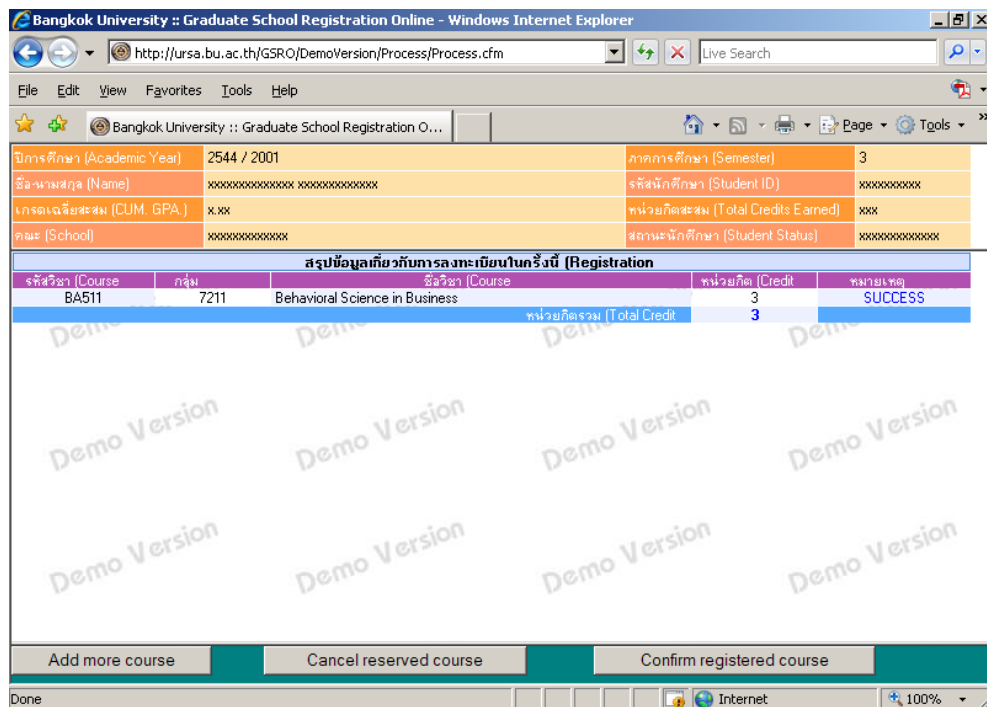 Bangkok University :: Graduate School Registration Online - Windows Internet Explorer
http://ursa.bu.ac.th/GSRO/DemoVersion/Process/Process.cfm Live Search
File Edit View Favorites Tools Help
Bangkok University :: Graduate School Registration O... Page Tools
ปีการศึกษา (Academic Year) 2544 / 2001 ภาคการศึกษา (Semester) 3
ชื่อ-นามสกุล (Name) xxxxxxxxxxxxxx xxxxxxxxxxxxx รหัสนักศึกษา (Student ID) xxxxxxxxxx
เกรดเฉลี่ยสะสม (CUM. GPA.) x.xx หน่วยกิตสะสม (Total Credits Earned) xxx
คณะ (School) xxxxxxxxxxxxx สถานะนักศึกษา (Student Status) xxxxxxxxxxxxx
สรุปข้อมูลเกี่ยวกับการลงทะเบียนในครั้งนี้ (Registration
รหัสวิชา (Course กลุ่ม ชื่อวิชา (Course หน่วยกิต (Credit หมายเหตุ
BA511 7211 Behavioral Science in Business 3 SUCCESS
หน่วยกิตรวม (Total Credit 3
Demo Demo Demo Demo
Demo Version Demo Version Demo Version Demo Version
Demo Version Demo Version Demo Version Demo Version
Add more course Cancel reserved course Confirm registered course
Done Internet 100%